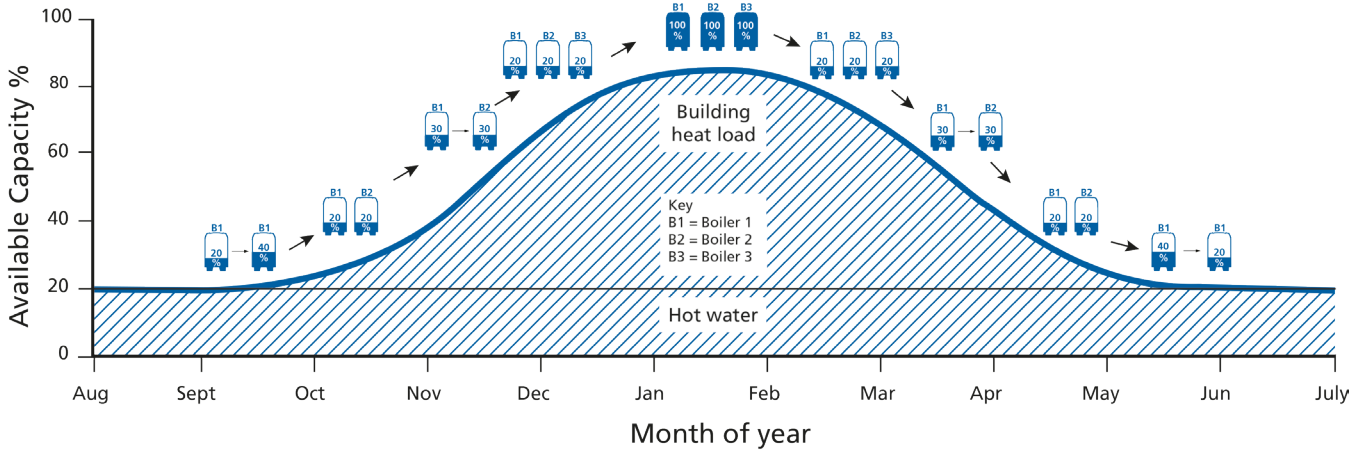 Available Capacity %
100
80
60
40
20
0
B1 B1
20 % 40 %
B1 B2
20 % 20 %
B1 B2
30 % 30 %
B1 B2 B3
20 % 20 % 20 %
B1 B2 B3
100 % 100 % 100 %
B1 B2 B3
20 % 20 % 20 %
B1 B2
30 % 30 %
B1 B2
20 % 20 %
B1 B1
40 % 20 %
Building
heat load
Key
B1 = Boiler 1
B2 = Boiler 2
B3 = Boiler 3
Hot water
Aug Sept Oct Nov Dec Jan Feb Mar Apr May Jun July
Month of year